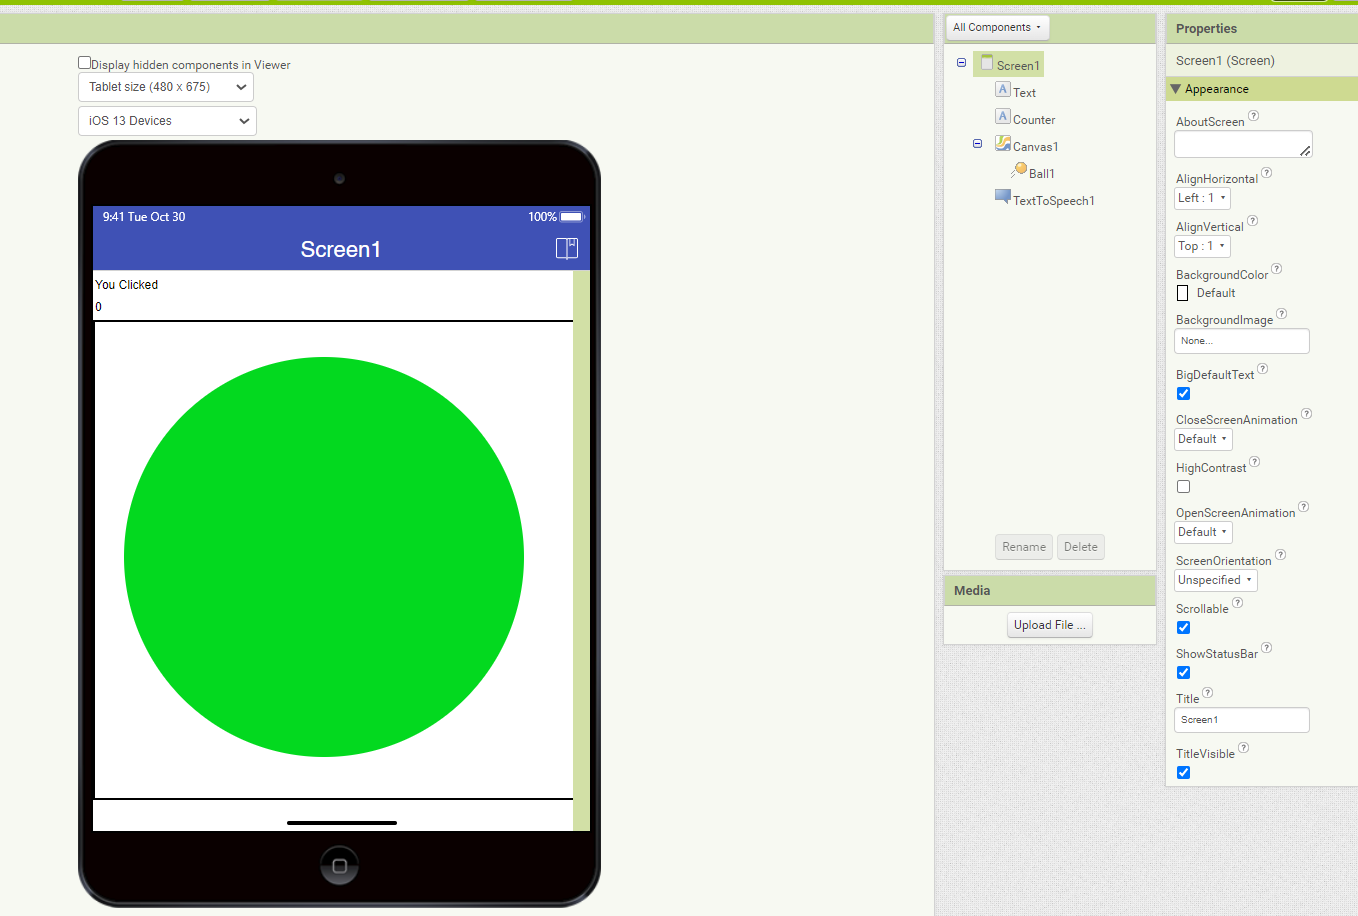 Display hidden components in Viewer
Tablet size (480 x 675)
iOS 13 Devices
9:41 Tue Oct 30
100%
Screen1
You Clicked
0
All Components
Screen1
A Text
A Counter
Canvas1
Ball1
TextToSpeech1
Rename
Delete
Media
Upload File ...
Properties
Screen1 (Screen)
Appearance
AboutScreen ?
AlignHorizontal ?
Left : 1
AlignVertical ?
Top : 1
BackgroundColor ?
Default
BackgroundImage ?
None...
BigDefaultText ?
CloseScreenAnimation ?
Default
HighContrast ?
OpenScreenAnimation ?
Default
ScreenOrientation ?
Unspecified
Scrollable ?
ShowStatusBar ?
Title ?
Screen1
TitleVisible ?